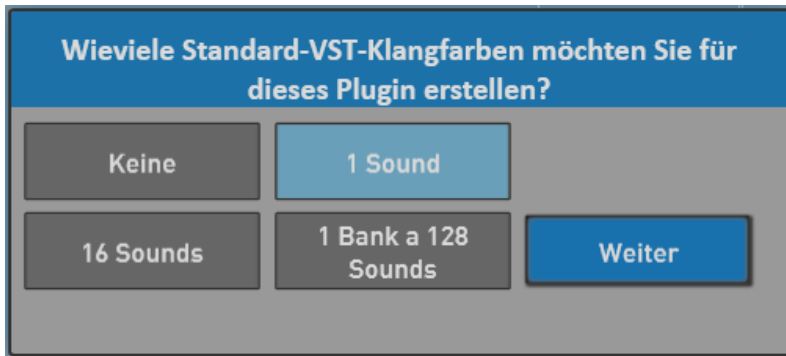 Wieviele Standard-VST-Klangfarben möchten Sie für
dieses Plugin erstellen?
Keine
1 Sound
16 Sounds
1 Bank a 128
Sounds
Weiter